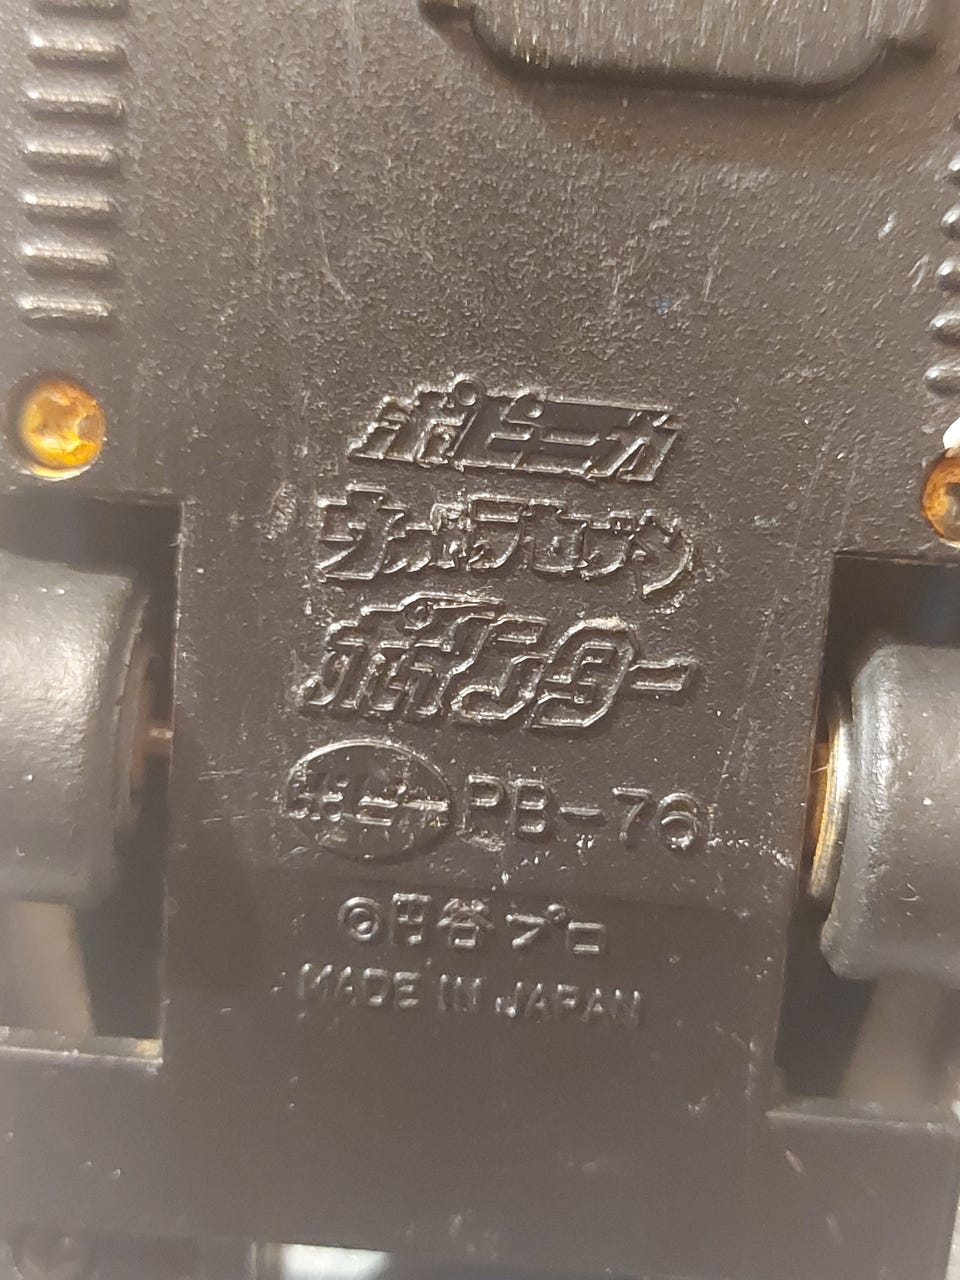 ポピニカ
ウルトラセブン
ポインター
ポピー PB-76
©円谷プロ
MADE IN JAPAN